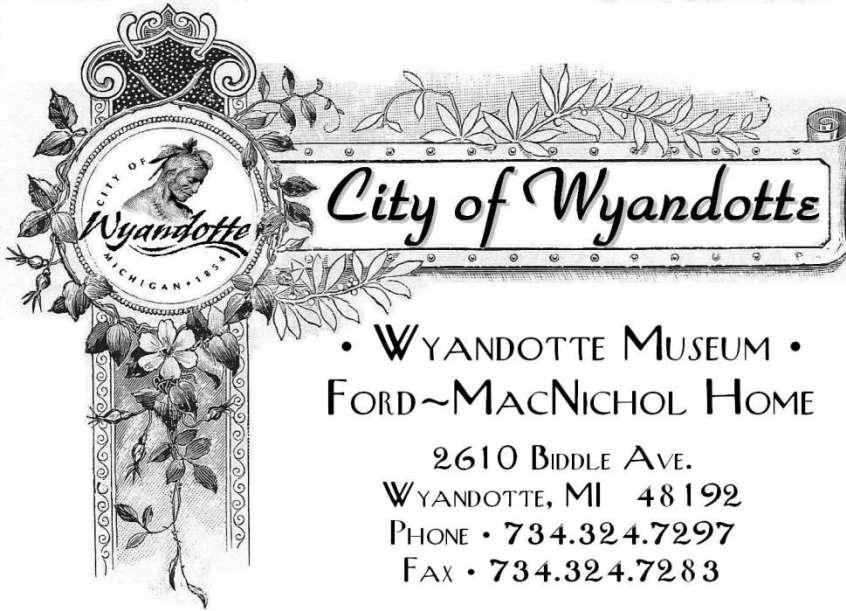 CITY OF
Wyandotte
MICHIGAN • 1854
City of Wyandotte
• WYANDOTTE MUSEUM •
FORD~MACNICHOL HOME
2610 BIDDLE AVE.
WYANDOTTE, MI 48192
PHONE • 734.324.7297
FAX • 734.324.7283